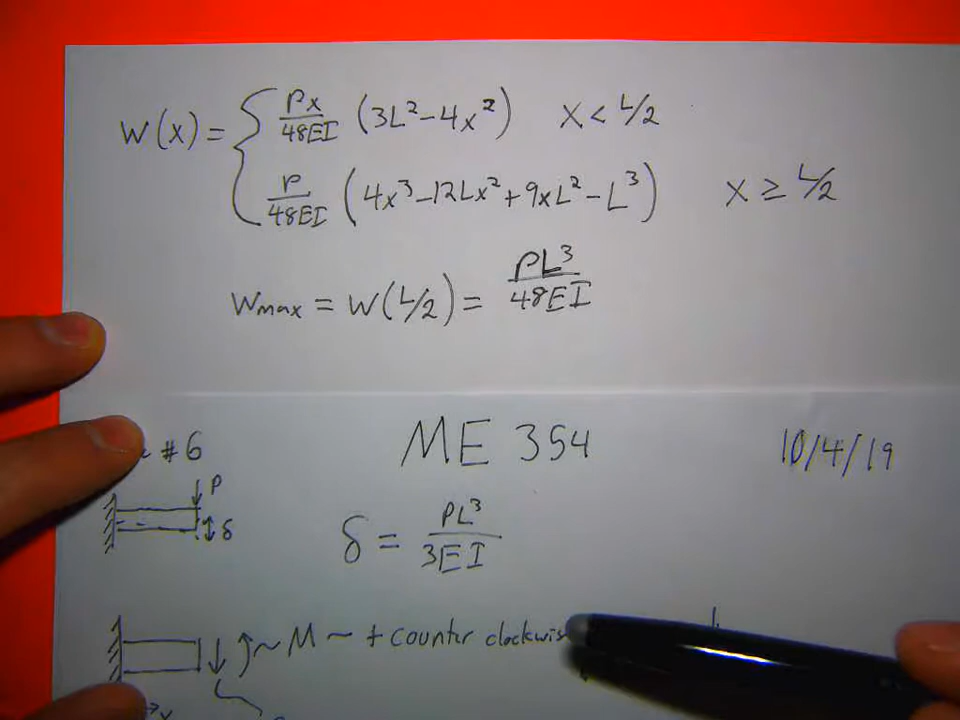 W(x) = { Px/48EI (3L²-4x²) x < L/2
P/48EI (4x³-12Lx²+9xL²-L³) x ≥ L/2
Wmax = W(L/2) = PL³/48EI
#6 ME 354 10/4/19
P
δ
δ = PL³/3EI
~ M ~ + counter clockwis
x